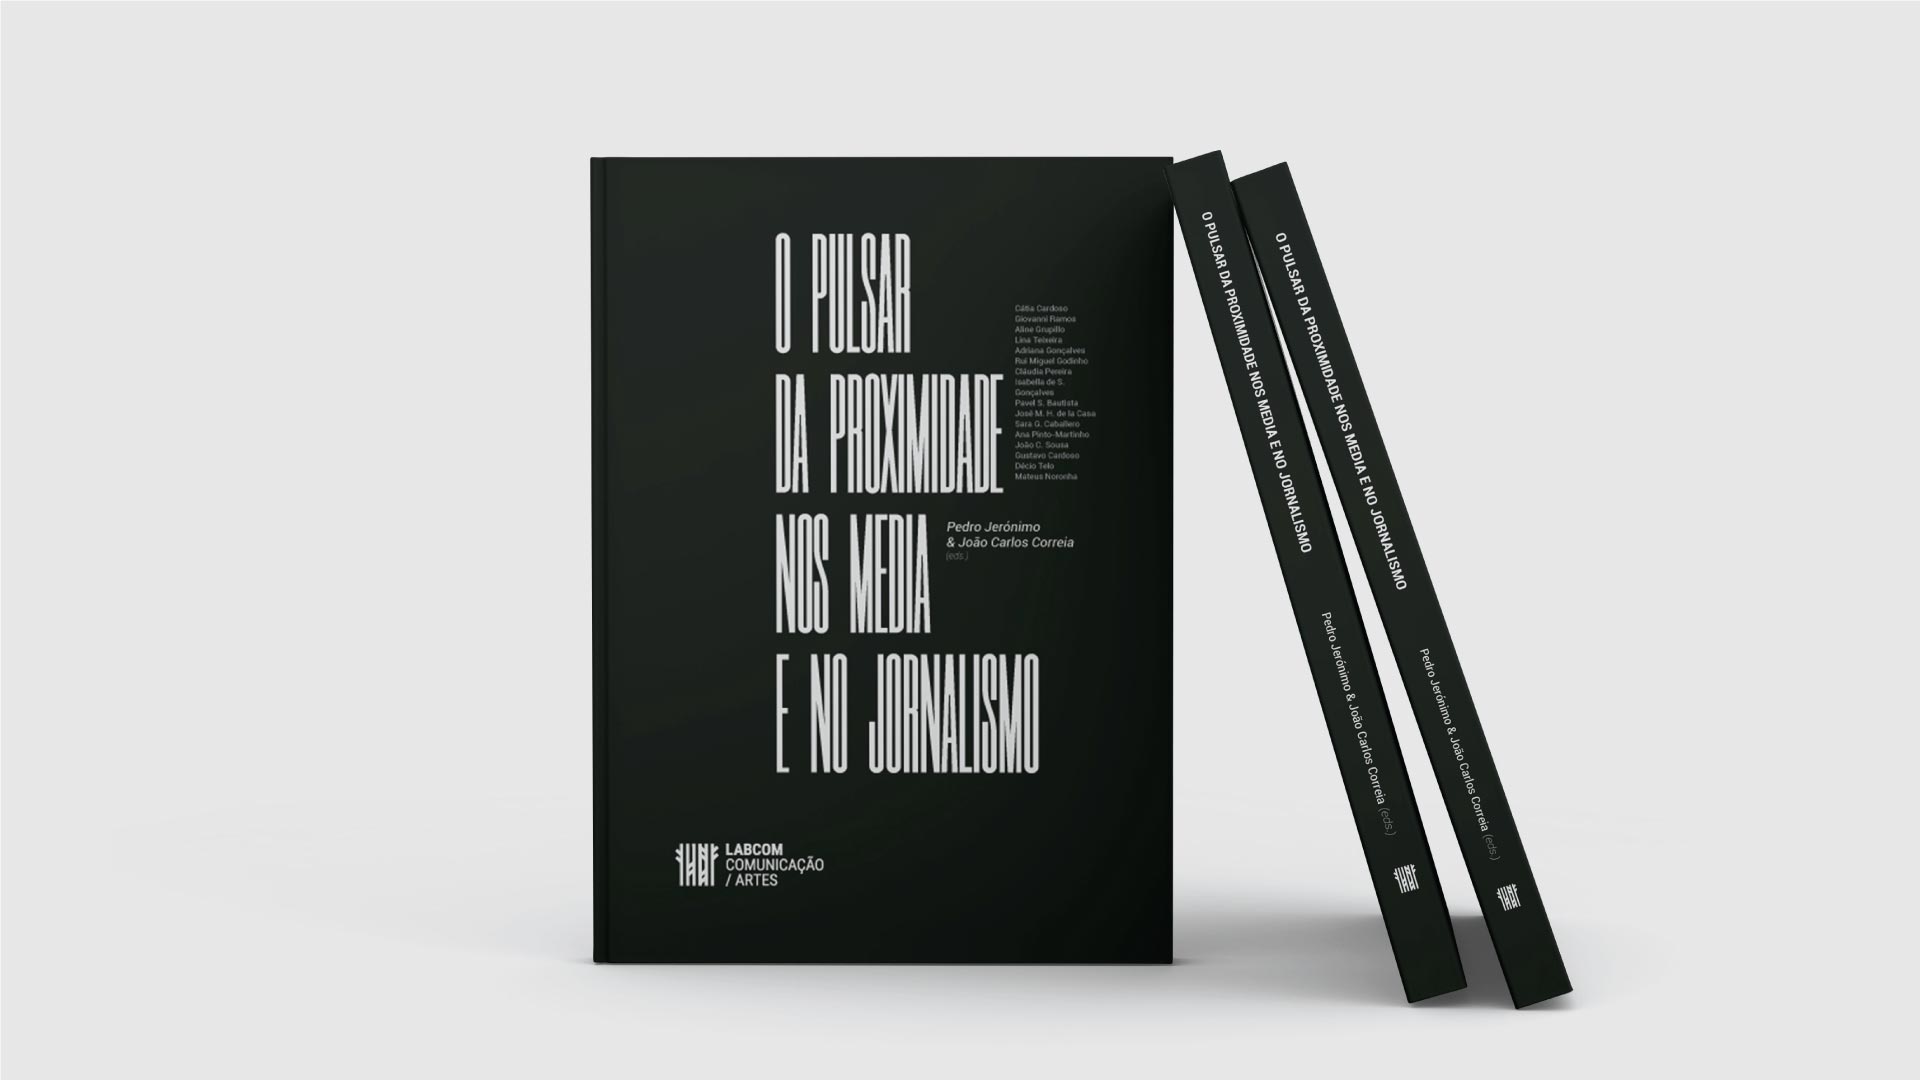 O PULSAR
DA PROXIMIDADE
NOS MEDIA
E NO JORNALISMO
Cátia Cardoso
Giovanni Ramos
Aline Grupillo
Lina Teixeira
Adriana Gonçalves
Rui Miguel Godinho
Cláudia Pereira
Isabella de S.
Gonçalves
Pavel S. Bautista
José M. H. de la Casa
Sara G. Caballero
Ana Pinto-Martinho
João C. Sousa
Gustavo Cardoso
Décio Telo
Mateus Noronha
Pedro Jerónimo
& João Carlos Correia
(eds.)
LABCOM
COMUNICAÇÃO
/ ARTES
O PULSAR DA PROXIMIDADE NOS MEDIA E NO JORNALISMO
Pedro Jerónimo & João Carlos Correia (eds.)
O PULSAR DA PROXIMIDADE NOS MEDIA E NO JORNALISMO
Pedro Jerónimo & João Carlos Correia (eds.)